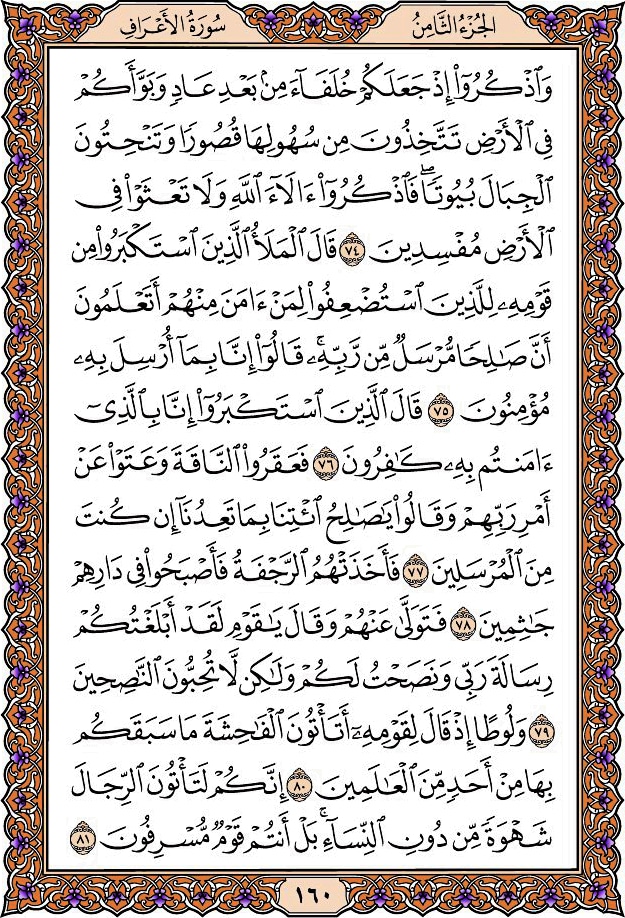 الجُزْءُ الثَّامِنُ
سُورَةُ الأَعْرَافِ
وَٱذْكُرُوٓا۟ إِذْ جَعَلَكُمْ خُلَفَآءَ مِنۢ بَعْدِ عَادٍ وَبَوَّأَكُمْ
فِى ٱلْأَرْضِ تَتَّخِذُونَ مِن سُهُولِهَا قُصُورًا وَتَنْحِتُونَ
ٱلْجِبَالَ بُيُوتًا ۖ فَٱذْكُرُوٓا۟ ءَالَآءَ ٱللَّهِ وَلَا تَعْثَوْا۟ فِى
ٱلْأَرْضِ مُفْسِدِينَ ٧٤ قَالَ ٱلْمَلَأُ ٱلَّذِينَ ٱسْتَكْبَرُوا۟ مِن
قَوْمِهِۦ لِلَّذِينَ ٱسْتُضْعِفُوا۟ لِمَنْ ءَامَنَ مِنْهُمْ أَتَعْلَمُونَ
أَنَّ صَٰلِحًا مُّرْسَلٌ مِّن رَّبِّهِۦ ۚ قَالُوٓا۟ إِنَّا بِمَآ أُرْسِلَ بِهِۦ
مُؤْمِنُونَ ٧٥ قَالَ ٱلَّذِينَ ٱسْتَكْبَرُوٓا۟ إِنَّا بِٱلَّذِىٓ
ءَامَنتُم بِهِۦ كَٰفِرُونَ ٧٦ فَعَقَرُوا۟ ٱلنَّاقَةَ وَعَتَوْا۟ عَنْ
أَمْرِ رَبِّهِمْ وَقَالُوا۟ يَٰصَٰلِحُ ٱئْتِنَا بِمَا تَعِدُنَآ إِن كُنتَ
مِنَ ٱلْمُرْسَلِينَ ٧٧ فَأَخَذَتْهُمُ ٱلرَّجْفَةُ فَأَصْبَحُوا۟ فِى دَارِهِمْ
جَٰثِمِينَ ٧٨ فَتَوَلَّىٰ عَنْهُمْ وَقَالَ يَٰقَوْمِ لَقَدْ أَبْلَغْتُكُمْ
رِسَالَةَ رَبِّى وَنَصَحْتُ لَكُمْ وَلَٰكِن لَّا تُحِبُّونَ ٱلنَّٰصِحِينَ
٧٩ وَلُوطًا إِذْ قَالَ لِقَوْمِهِۦٓ أَتَأْتُونَ ٱلْفَٰحِشَةَ مَا سَبَقَكُم
بِهَا مِنْ أَحَدٍ مِّنَ ٱلْعَٰلَمِينَ ٨٠ إِنَّكُمْ لَتَأْتُونَ ٱلرِّجَالَ
شَهْوَةً مِّن دُونِ ٱلنِّسَآءِ ۚ بَلْ أَنتُمْ قَوْمٌ مُّسْرِفُونَ ٨١
١٦٠